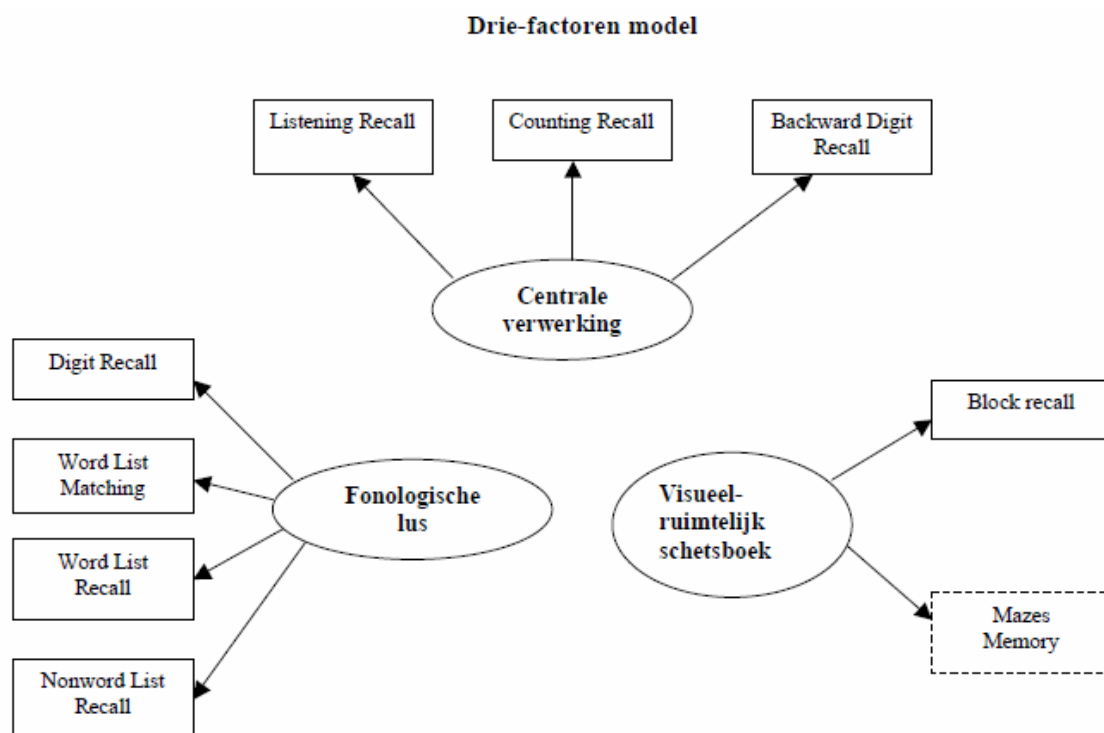 Drie-factoren model
Listening Recall
Counting Recall
Backward Digit
Recall
Centrale
verwerking
Digit Recall
Word List
Matching
Word List
Recall
Nonword List
Recall
Fonologische
lus
Visueel-
ruimtelijk
schetsboek
Block recall
Mazes
Memory